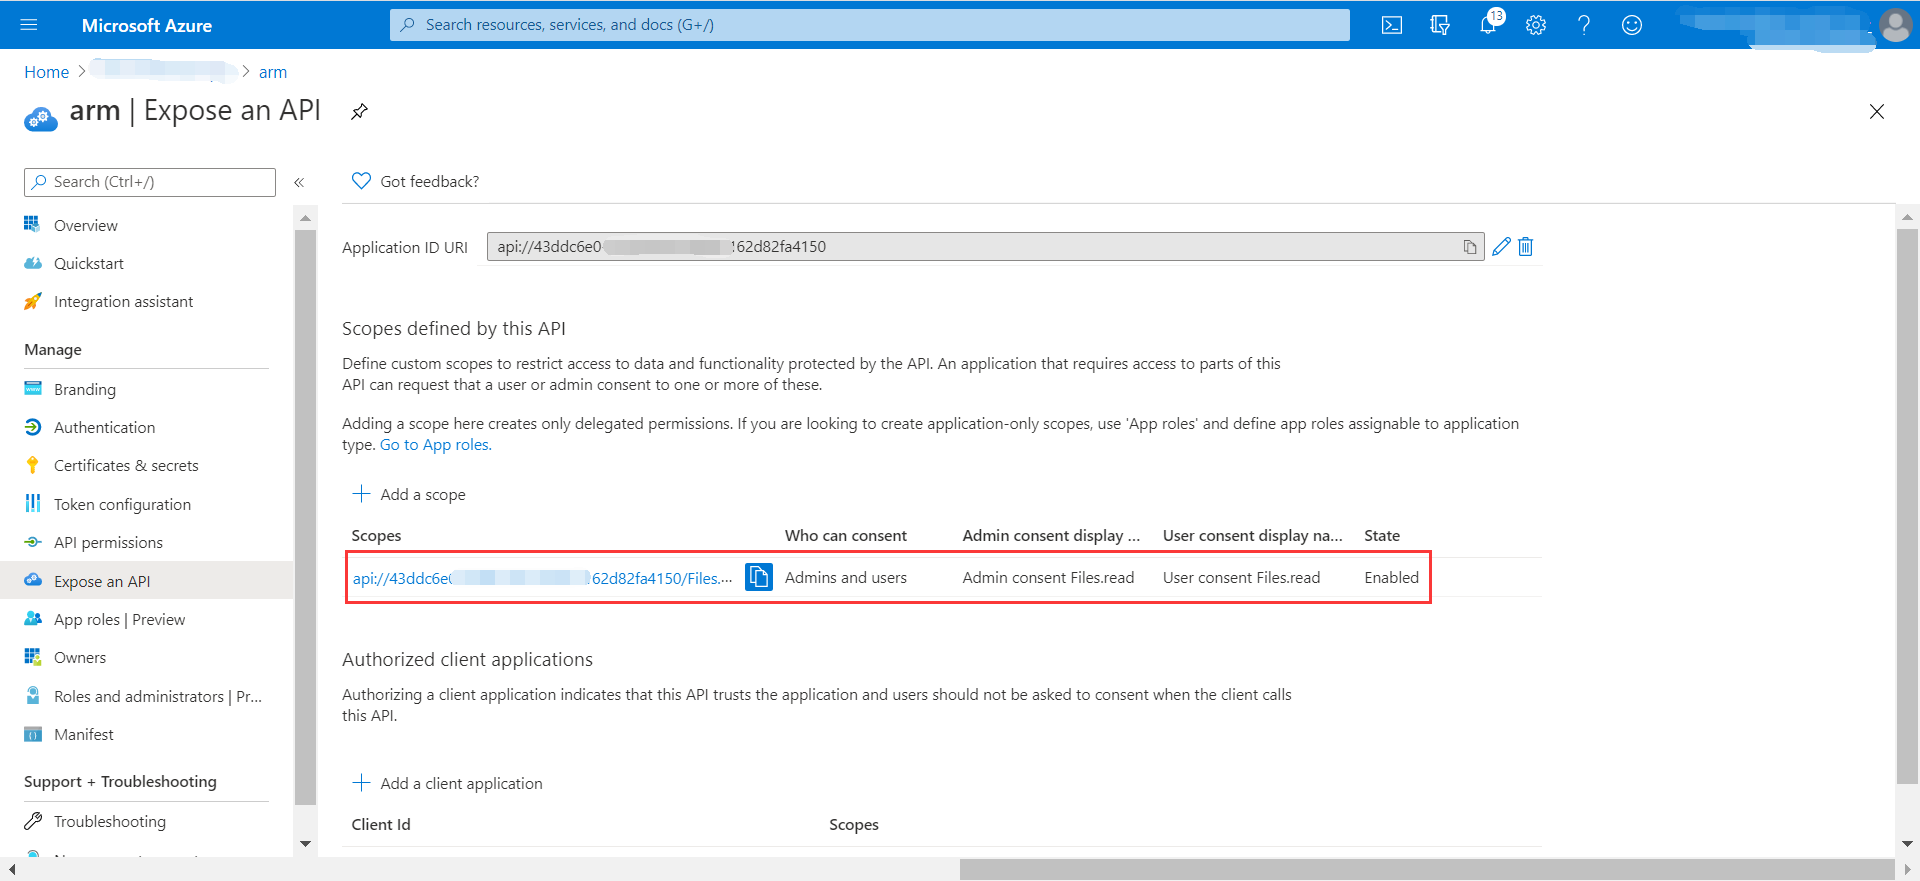 Microsoft Azure
Search resources, services, and docs (G+/)
13
Home > > arm
arm | Expose an API
Search (Ctrl+/)
«
Got feedback?
Overview
Quickstart
Integration assistant
Manage
Branding
Authentication
Certificates & secrets
Token configuration
API permissions
Expose an API
App roles | Preview
Owners
Roles and administrators | Pr...
Manifest
Support + Troubleshooting
Troubleshooting
Application ID URI
api://43ddc6e0 62d82fa4150
Scopes defined by this API
Define custom scopes to restrict access to data and functionality protected by the API. An application that requires access to parts of this
API can request that a user or admin consent to one or more of these.
Adding a scope here creates only delegated permissions. If you are looking to create application-only scopes, use 'App roles' and define app roles assignable to application
type. Go to App roles.
Add a scope
Scopes Who can consent Admin consent display ... User consent display na... State
api://43ddc6e 62d82fa4150/Files.... Admins and users Admin consent Files.read User consent Files.read Enabled
Authorized client applications
Authorizing a client application indicates that this API trusts the application and users should not be asked to consent when the client calls
this API.
Add a client application
Client Id Scopes